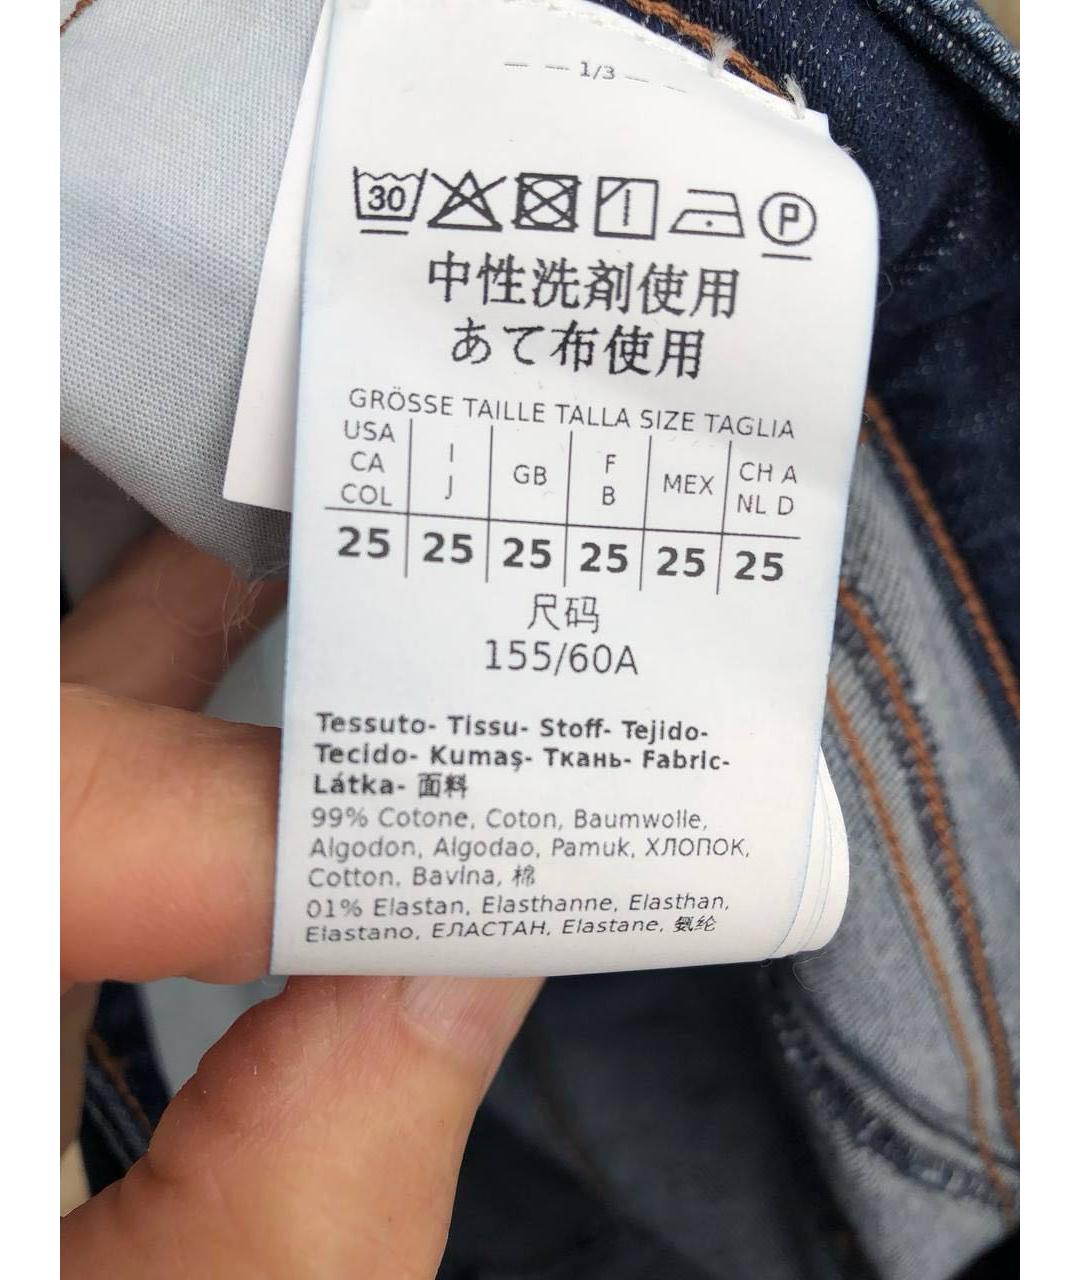 1/3
30
P
中性洗剤使用
あて布使用
GRÖSSE TAILLE TALLA SIZE TAGLIA
USA CA COL
I J
GB
F B
MEX
CH A NL D
25 25 25 25 25 25
尺码
155/60A
Tessuto- Tissu- Stoff- Tejido-
Tecido- Kumaş- Ткань- Fabric-
Látka- 面料
99% Cotone, Coton, Baumwolle,
Algodon, Algodao, Pamuk, ХЛОПОК,
Cotton, Bavlna, 棉
01% Elastan, Elasthanne, Elasthan,
Elastano, ЕЛАСТАН, Elastane, 氨纶